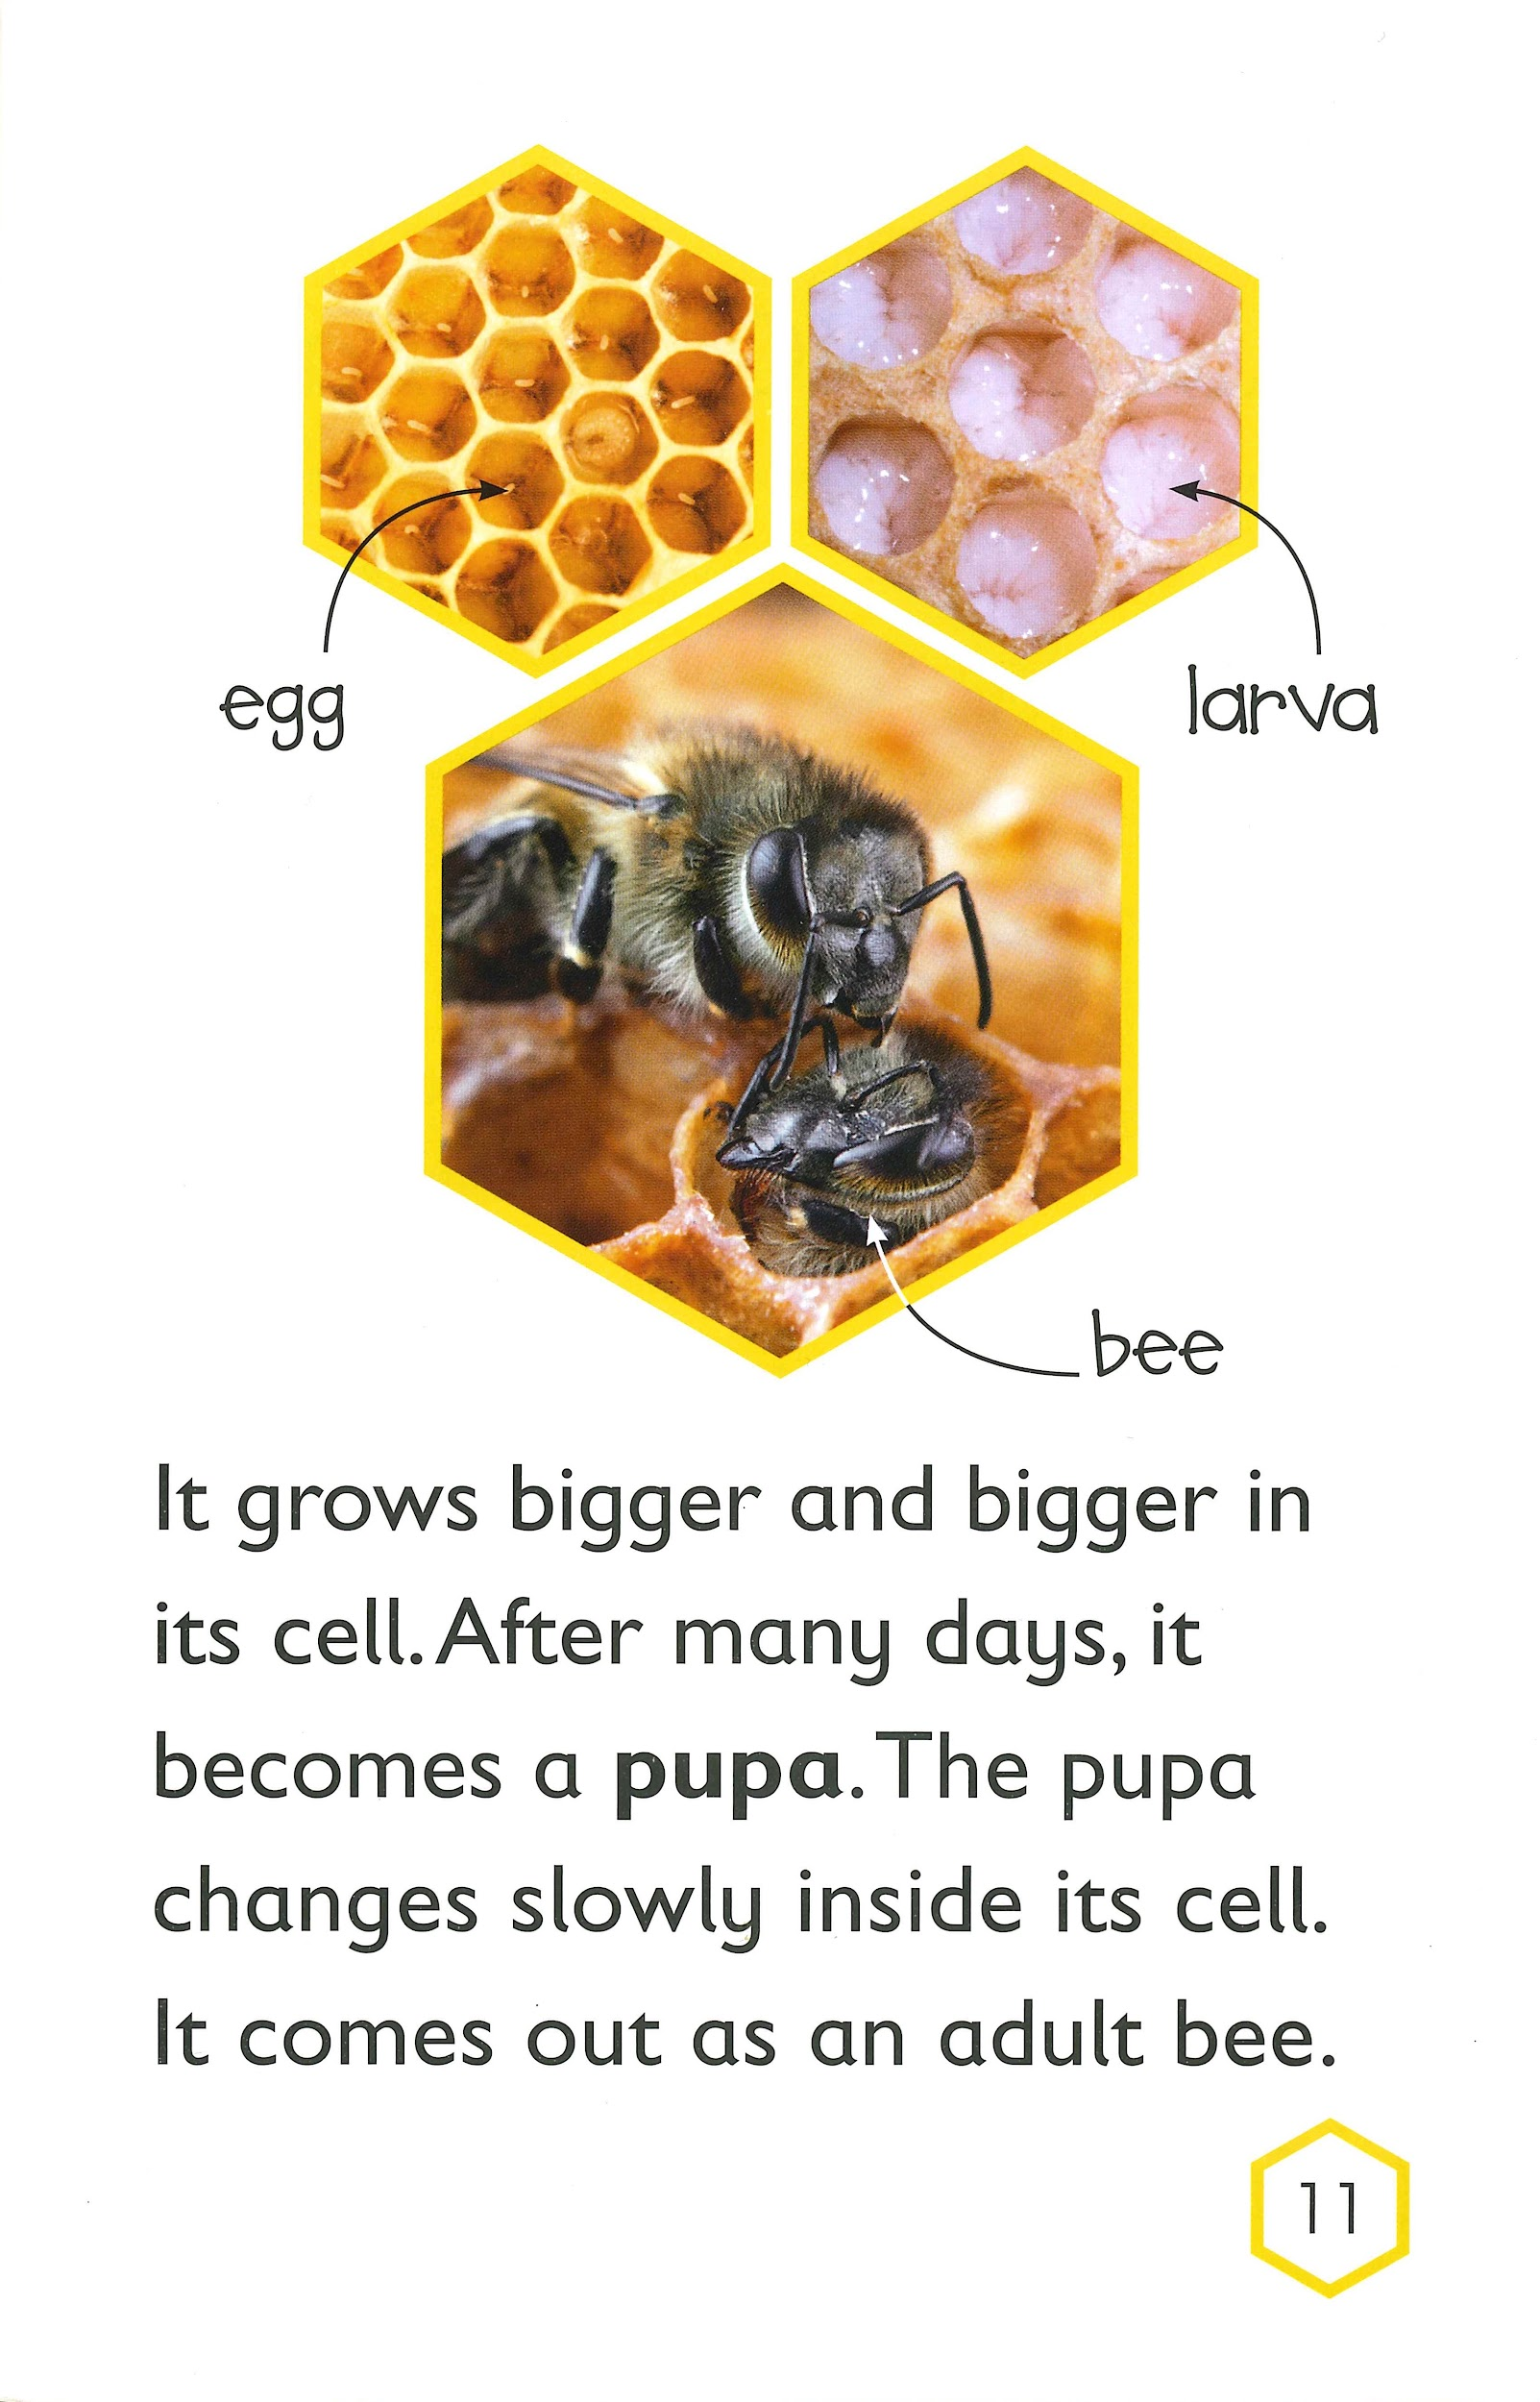 egg
larva
bee
It grows bigger and bigger in
its cell. After many days, it
becomes a pupa. The pupa
changes slowly inside its cell.
It comes out as an adult bee.
11